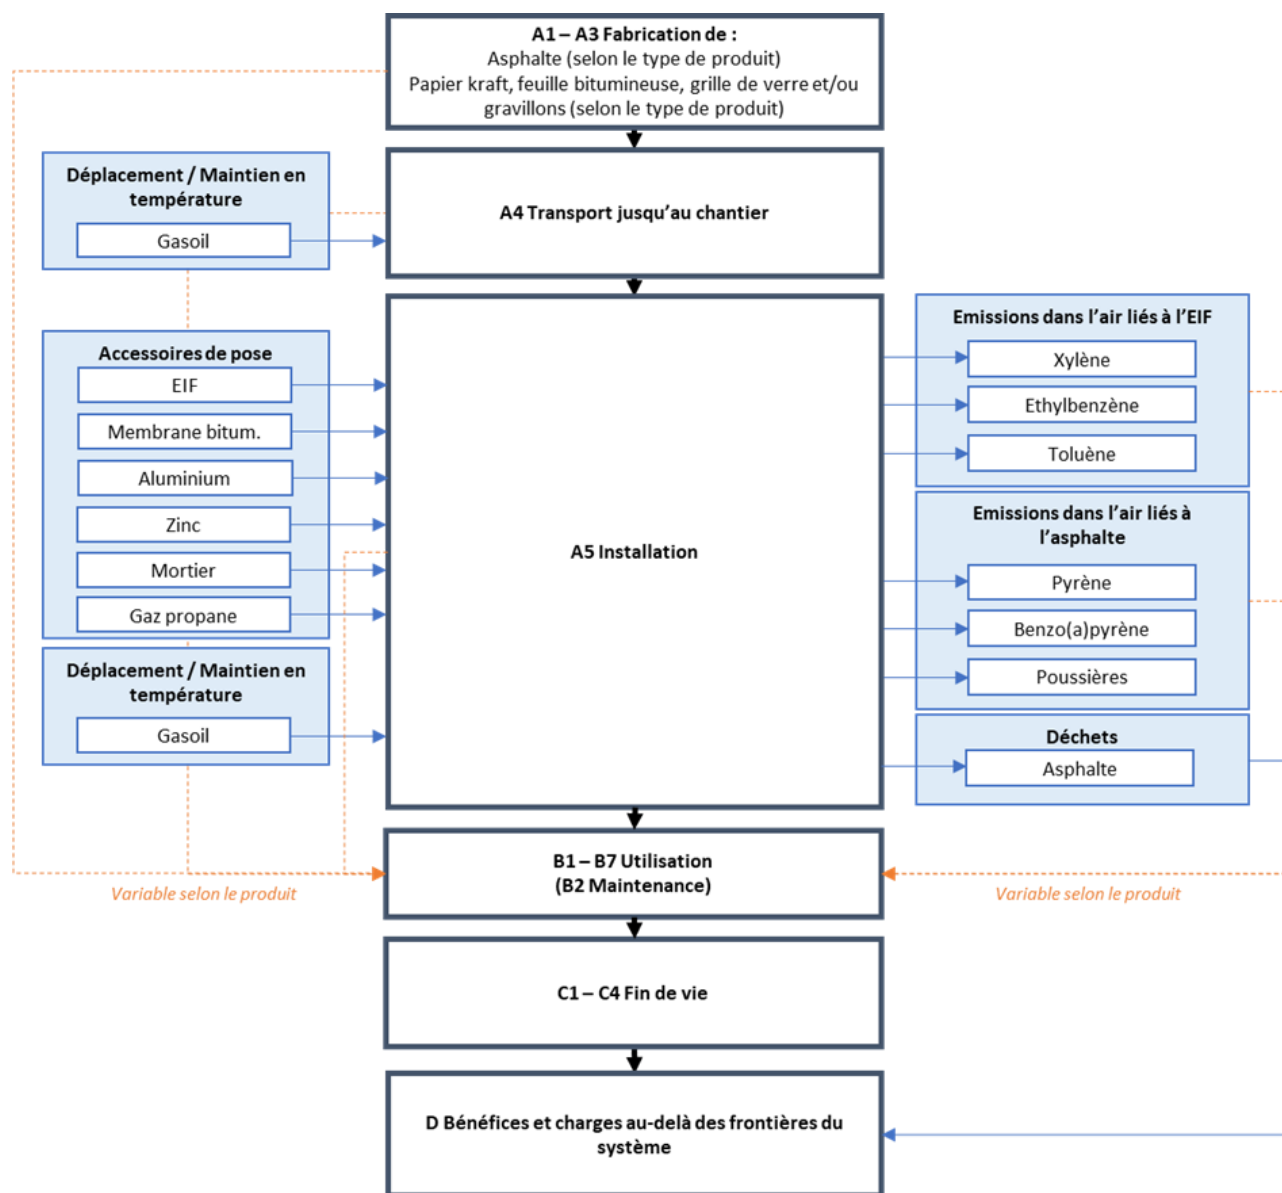 A1 – A3 Fabrication de :
Asphalte (selon le type de produit)
Papier kraft, feuille bitumineuse, grille de verre et/ou
gravillons (selon le type de produit)
Déplacement / Maintien en
température
Gasoil
A4 Transport jusqu’au chantier
Accessoires de pose
EIF
Membrane bitum.
Aluminium
Zinc
Mortier
Gaz propane
Déplacement / Maintien en
température
Gasoil
A5 Installation
Emissions dans l’air liés à l’EIF
Xylène
Ethylbenzène
Toluène
Emissions dans l’air liés à
l’asphalte
Pyrène
Benzo(a)pyrène
Poussières
Déchets
Asphalte
B1 – B7 Utilisation
(B2 Maintenance)
Variable selon le produit
Variable selon le produit
C1 – C4 Fin de vie
D Bénéfices et charges au-delà des frontières du
système